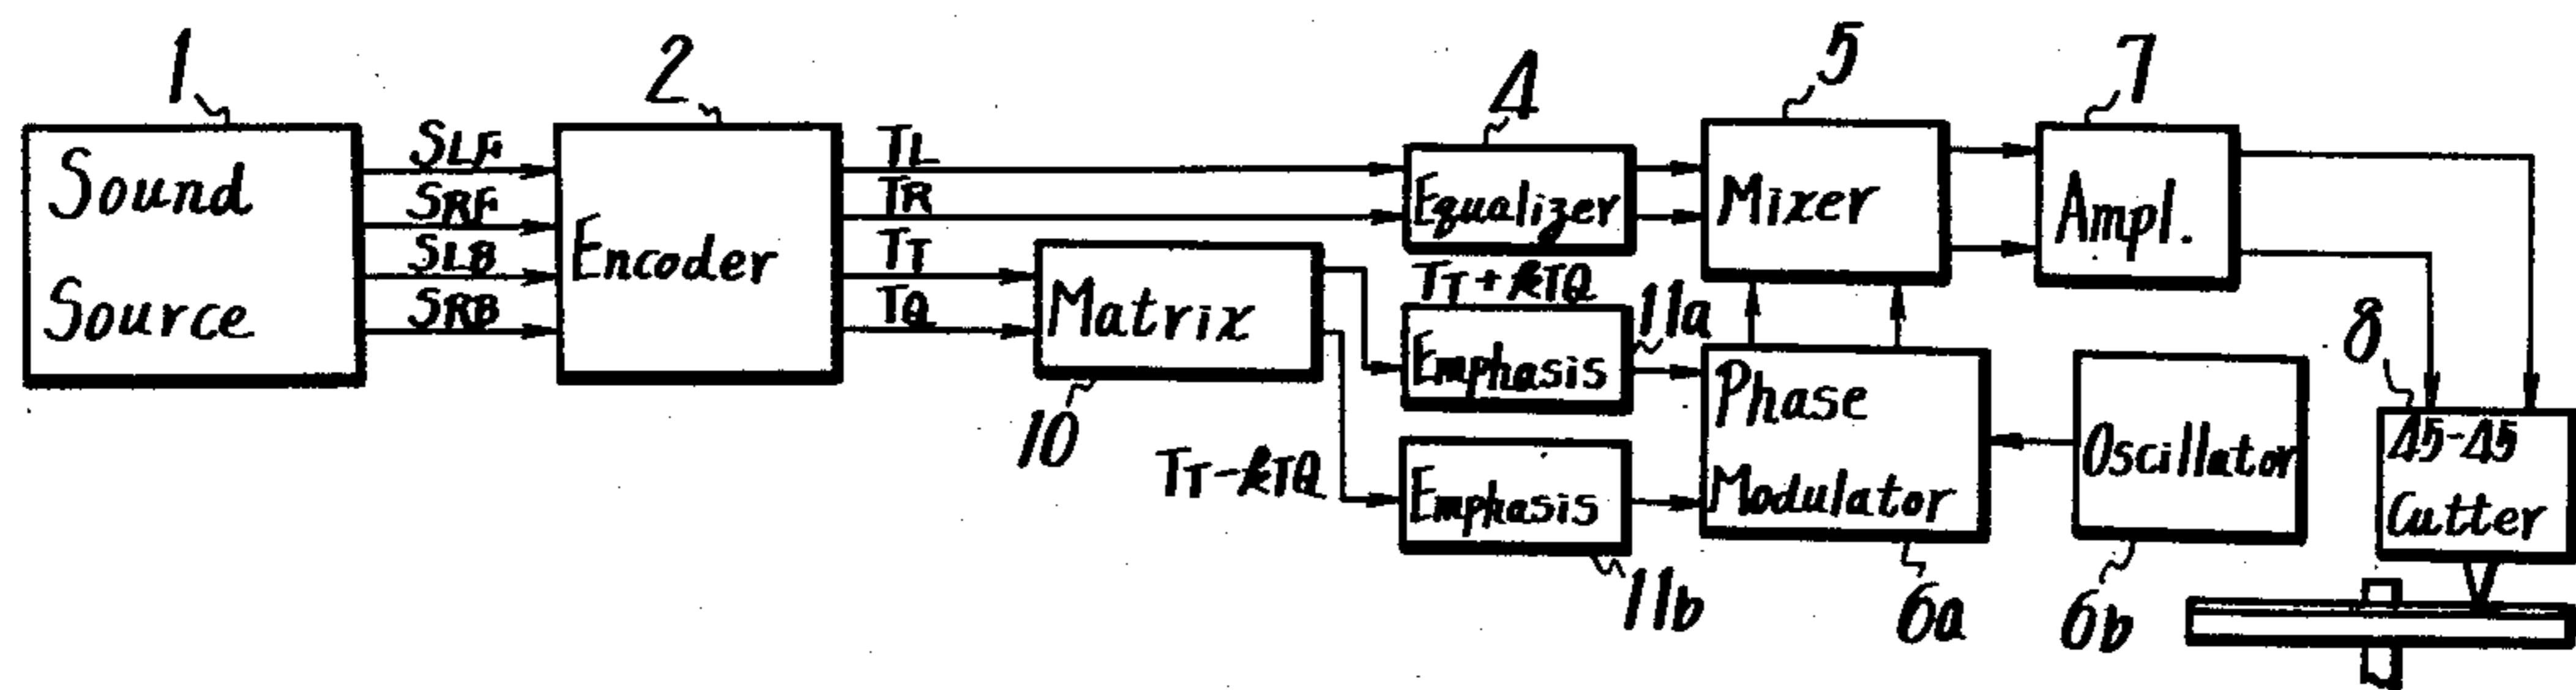 1
2
4
5
7
Sound
Source
SLF
SRF
SLB
SRB
Encoder
TL
TR
TT
TQ
Matrix
10
Equalizer
TT+kTQ
Emphasis
11a
TT-kTQ
Emphasis
11b
Mixer
Ampl.
Phase
Modulator
6a
Oscillator
6b
8
45-45
Cutter